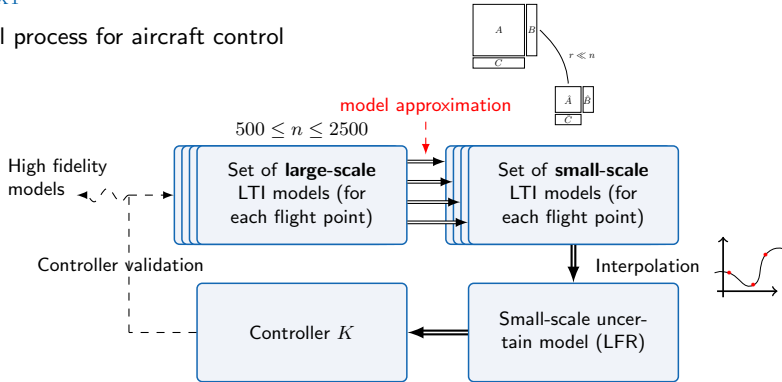 l process for aircraft control
A
B
C
r ≪ n
Â
B̂
Ĉ
model approximation
500 ≤ n ≤ 2500
High fidelity
models
Set of large-scale
LTI models (for
each flight point)
Set of small-scale
LTI models (for
each flight point)
Controller validation
Interpolation
Controller K
Small-scale uncer-
tain model (LFR)